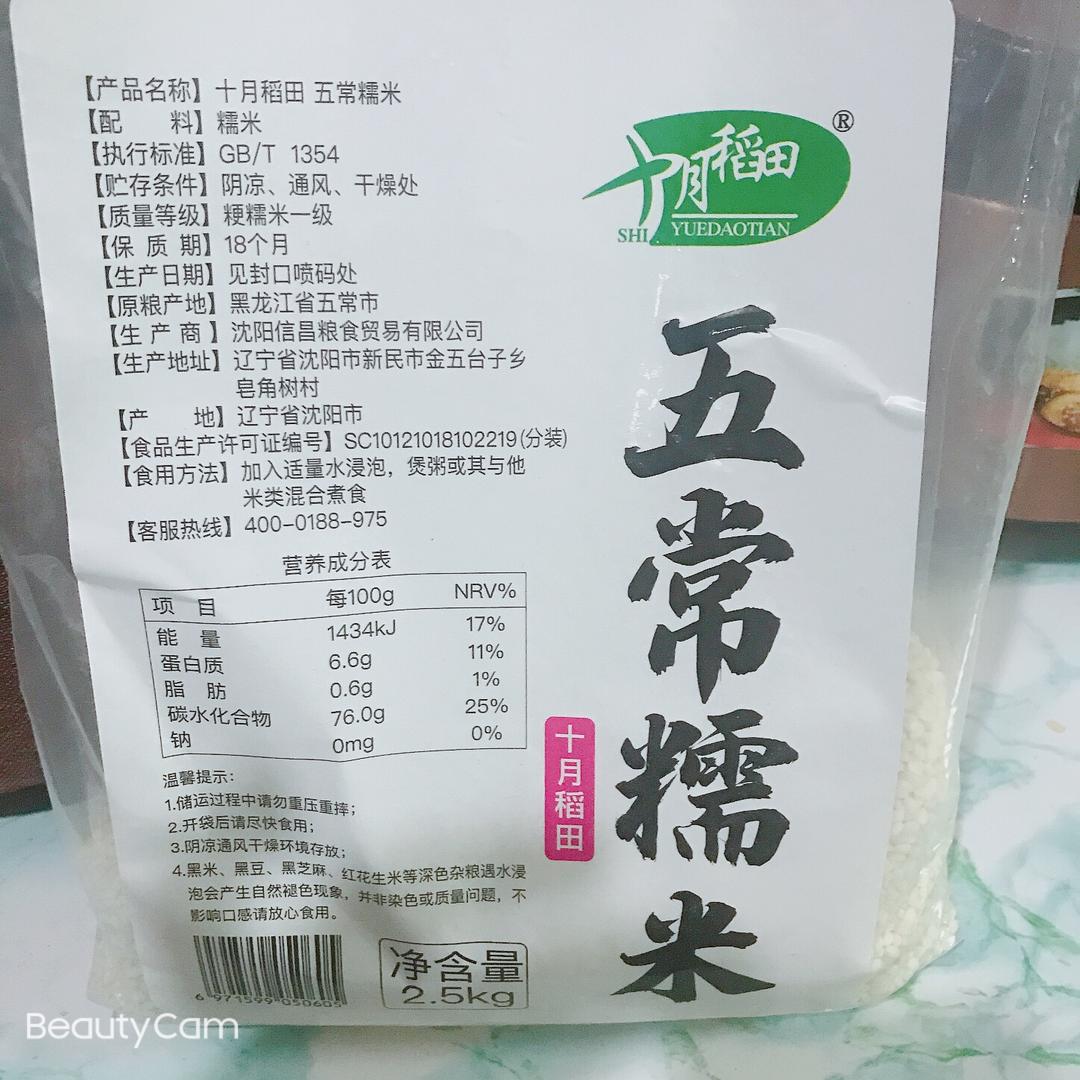 【产品名称】十月稻田 五常糯米
【配 料】糯米
【执行标准】GB/T 1354
【贮存条件】阴凉、通风、干燥处
【质量等级】粳糯米一级
【保 质 期】18个月
【生产日期】见封口喷码处
【原粮产地】黑龙江省五常市
【生 产 商】沈阳信昌粮食贸易有限公司
【生产地址】辽宁省沈阳市新民市金五台子乡
皂角树村
【产 地】辽宁省沈阳市
【食品生产许可证编号】SC10121018102219(分装)
【食用方法】加入适量水浸泡，煲粥或其与他
米类混合煮食
【客服热线】400-0188-975
营养成分表
项 目 每100g NRV%
能 量 1434kJ 17%
蛋白质 6.6g 11%
脂 肪 0.6g 1%
碳水化合物 76.0g 25%
钠 0mg 0%
温馨提示：
1.储运过程中请勿重压重摔；
2.开袋后请尽快食用；
3.阴凉通风干燥环境存放；
4.黑米、黑豆、黑芝麻、红花生米等深色杂粮遇水浸
泡会产生自然褪色现象，并非染色或质量问题，不
影响口感请放心食用。
6 971599 050605
净含量
2.5kg
十月稻田
®
SHI YUEDAOTIAN
五常糯米
十月稻田
BeautyCam